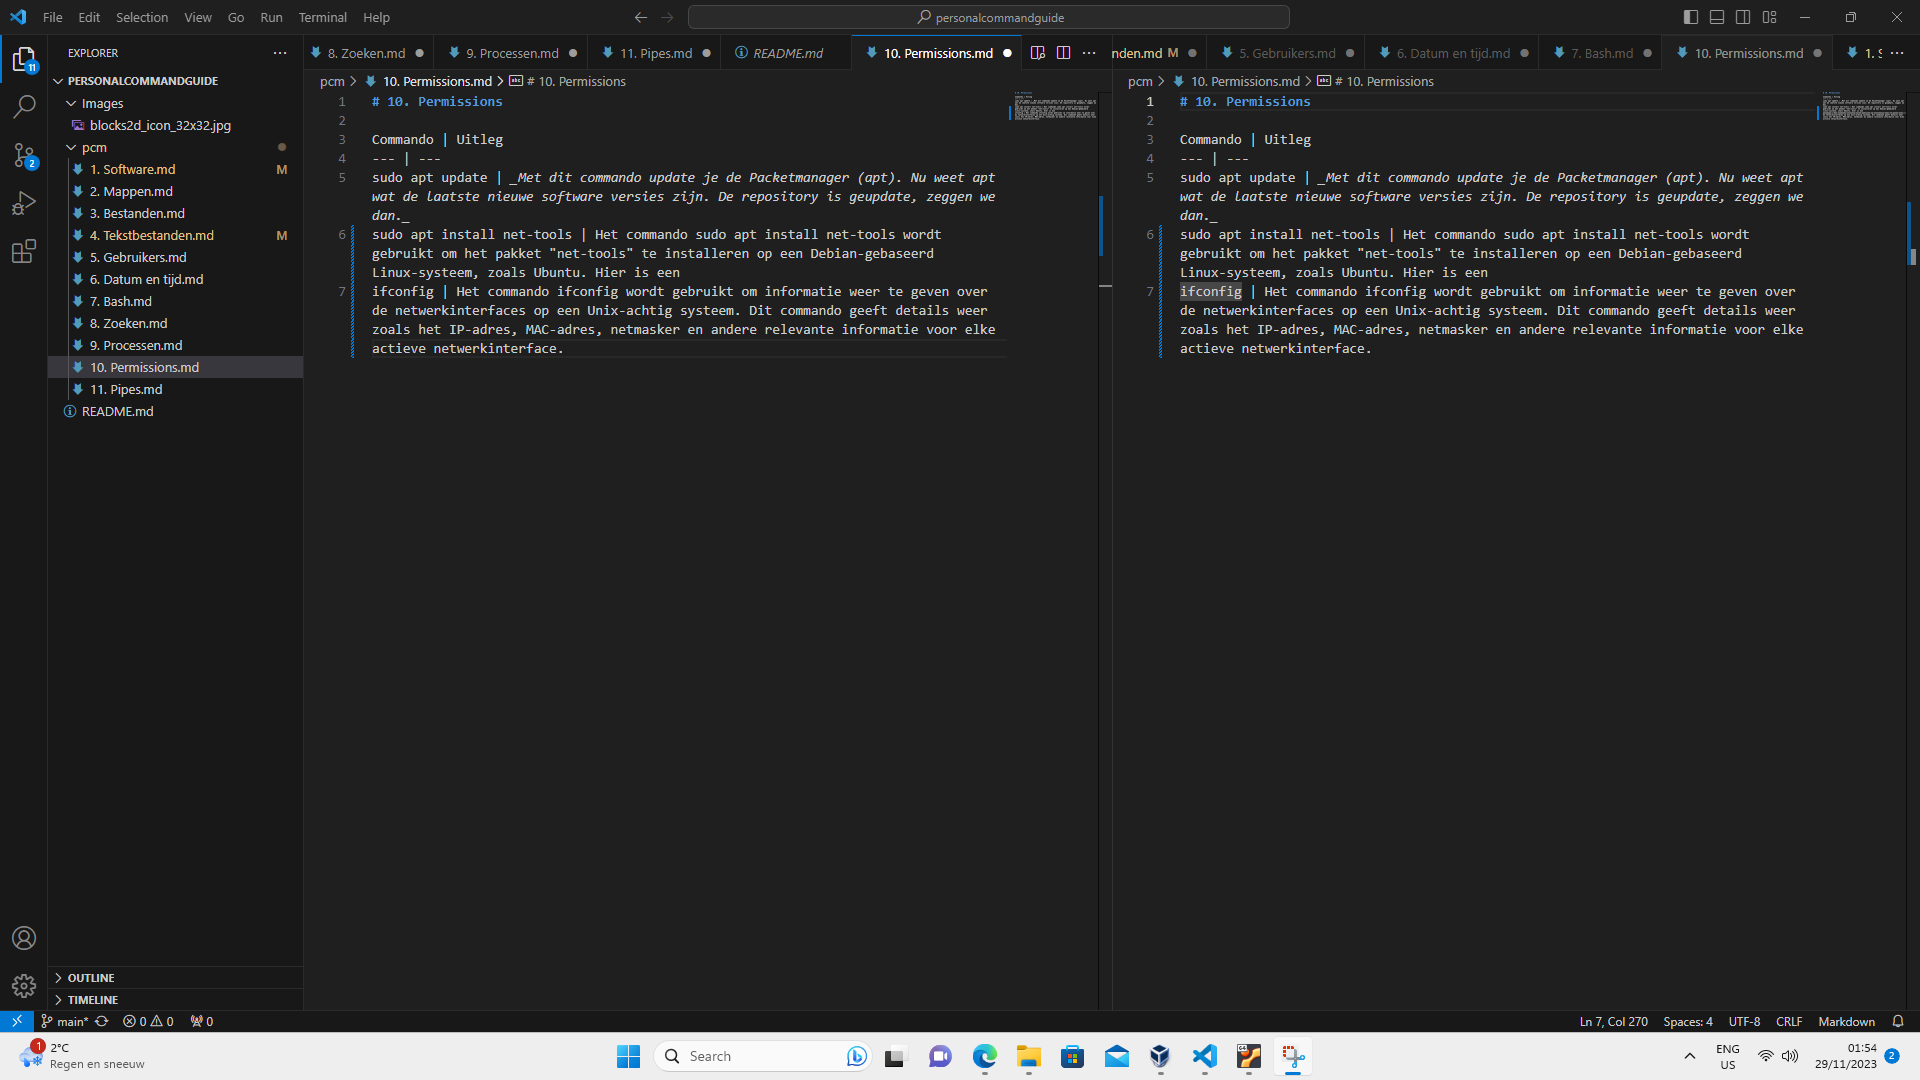 File Edit Selection View Go Run Terminal Help
personalcommandguide
EXPLORER
PERSONALCOMMANDGUIDE
Images
blocks2d_icon_32x32.jpg
pcm
1. Software.md M
2. Mappen.md
3. Bestanden.md
4. Tekstbestanden.md M
5. Gebruikers.md
6. Datum en tijd.md
7. Bash.md
8. Zoeken.md
9. Processen.md
10. Permissions.md
11. Pipes.md
README.md
OUTLINE
TIMELINE
11
2
8. Zoeken.md
9. Processen.md
11. Pipes.md
README.md
10. Permissions.md
pcm > 10. Permissions.md > # 10. Permissions
1 # 10. Permissions
2
3 Commando | Uitleg
4 --- | ---
5 sudo apt update | _Met dit commando update je de Packetmanager (apt). Nu weet apt
wat de laatste nieuwe software versies zijn. De repository is geupdate, zeggen we
dan._
6 sudo apt install net-tools | Het commando sudo apt install net-tools wordt
gebruikt om het pakket "net-tools" te installeren op een Debian-gebaseerd
Linux-systeem, zoals Ubuntu. Hier is een
7 ifconfig | Het commando ifconfig wordt gebruikt om informatie weer te geven over
de netwerkinterfaces op een Unix-achtig systeem. Dit commando geeft details weer
zoals het IP-adres, MAC-adres, netmasker en andere relevante informatie voor elke
actieve netwerkinterface.
nden.md M
5. Gebruikers.md
6. Datum en tijd.md
7. Bash.md
10. Permissions.md
1. S
pcm > 10. Permissions.md > # 10. Permissions
1 # 10. Permissions
2
3 Commando | Uitleg
4 --- | ---
5 sudo apt update | _Met dit commando update je de Packetmanager (apt). Nu weet apt
wat de laatste nieuwe software versies zijn. De repository is geupdate, zeggen we
dan._
6 sudo apt install net-tools | Het commando sudo apt install net-tools wordt
gebruikt om het pakket "net-tools" te installeren op een Debian-gebaseerd
Linux-systeem, zoals Ubuntu. Hier is een
7 ifconfig | Het commando ifconfig wordt gebruikt om informatie weer te geven over
de netwerkinterfaces op een Unix-achtig systeem. Dit commando geeft details weer
zoals het IP-adres, MAC-adres, netmasker en andere relevante informatie voor elke
actieve netwerkinterface.
main* 0 0 0
Ln 7, Col 270 Spaces: 4 UTF-8 CRLF Markdown
1
2°C
Regen en sneeuw
Search
ENG
US
01:54
29/11/2023
2